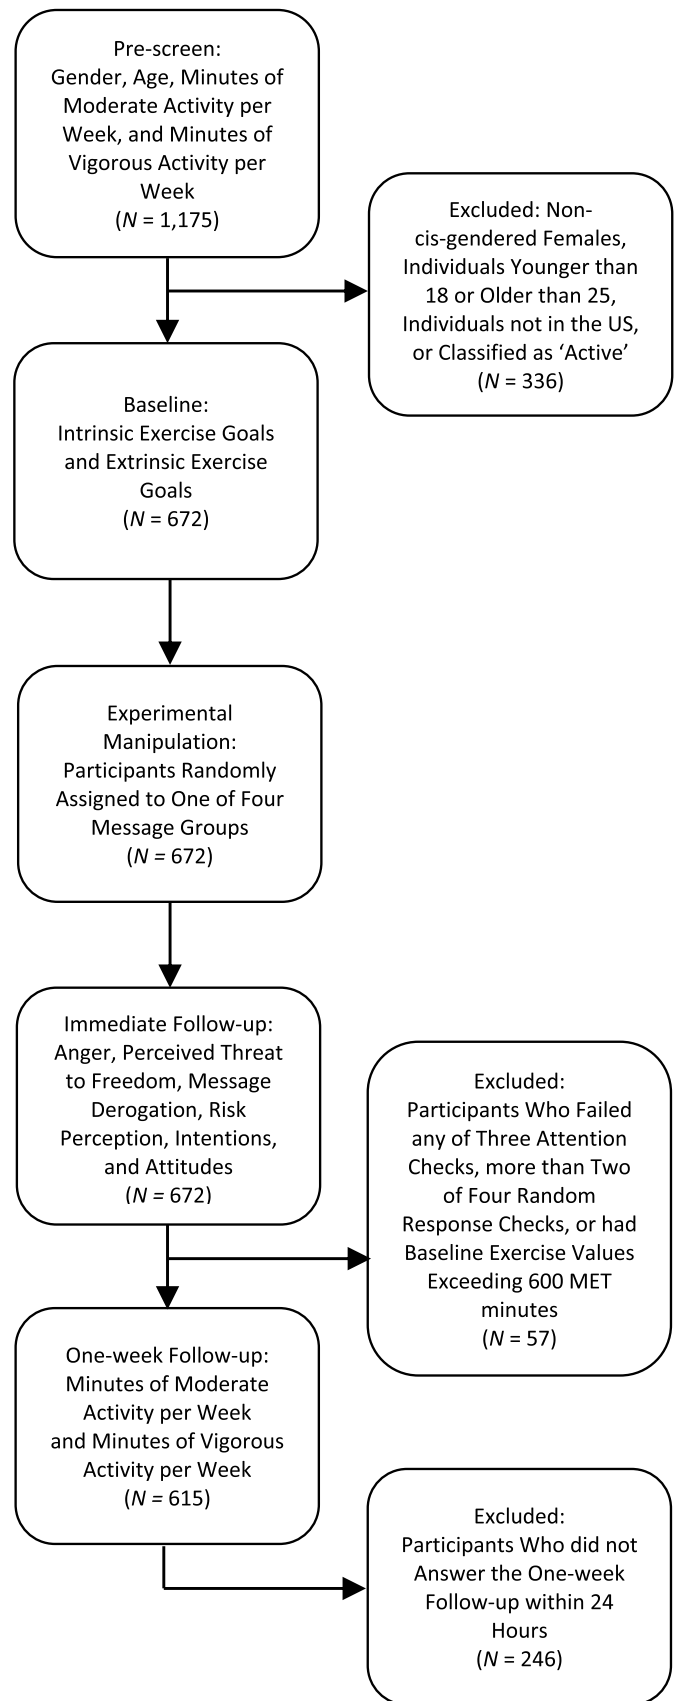 Pre-screen:
Gender, Age, Minutes of
Moderate Activity per
Week, and Minutes of
Vigorous Activity per
Week
(N = 1,175)
Excluded: Non-
cis-gendered Females,
Individuals Younger than
18 or Older than 25,
Individuals not in the US,
or Classified as ‘Active’
(N = 336)
Baseline:
Intrinsic Exercise Goals
and Extrinsic Exercise
Goals
(N = 672)
Experimental
Manipulation:
Participants Randomly
Assigned to One of Four
Message Groups
(N = 672)
Immediate Follow-up:
Anger, Perceived Threat
to Freedom, Message
Derogation, Risk
Perception, Intentions,
and Attitudes
(N = 672)
Excluded:
Participants Who Failed
any of Three Attention
Checks, more than Two
of Four Random
Response Checks, or had
Baseline Exercise Values
Exceeding 600 MET
minutes
(N = 57)
One-week Follow-up:
Minutes of Moderate
Activity per Week
and Minutes of Vigorous
Activity per Week
(N = 615)
Excluded:
Participants Who did not
Answer the One-week
Follow-up within 24
Hours
(N = 246)